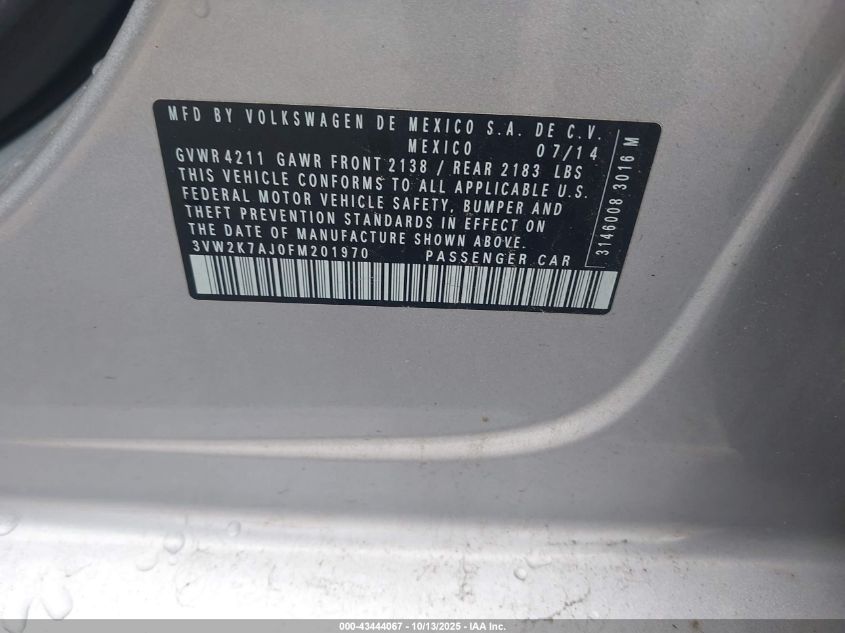 MFD BY VOLKSWAGEN DE MEXICO S.A. DE C.V.
MEXICO 07/14
GVWR 4211 GAWR FRONT 2138 / REAR 2183 LBS
THIS VEHICLE CONFORMS TO ALL APPLICABLE U.S.
FEDERAL MOTOR VEHICLE SAFETY, BUMPER AND
THEFT PREVENTION STANDARDS IN EFFECT ON
THE DATE OF MANUFACTURE SHOWN ABOVE.
3VW2K7AJ0FM201970 PASSENGER CAR
3146008 3016 M
000-43444067 - 10/13/2025 - IAA Inc.